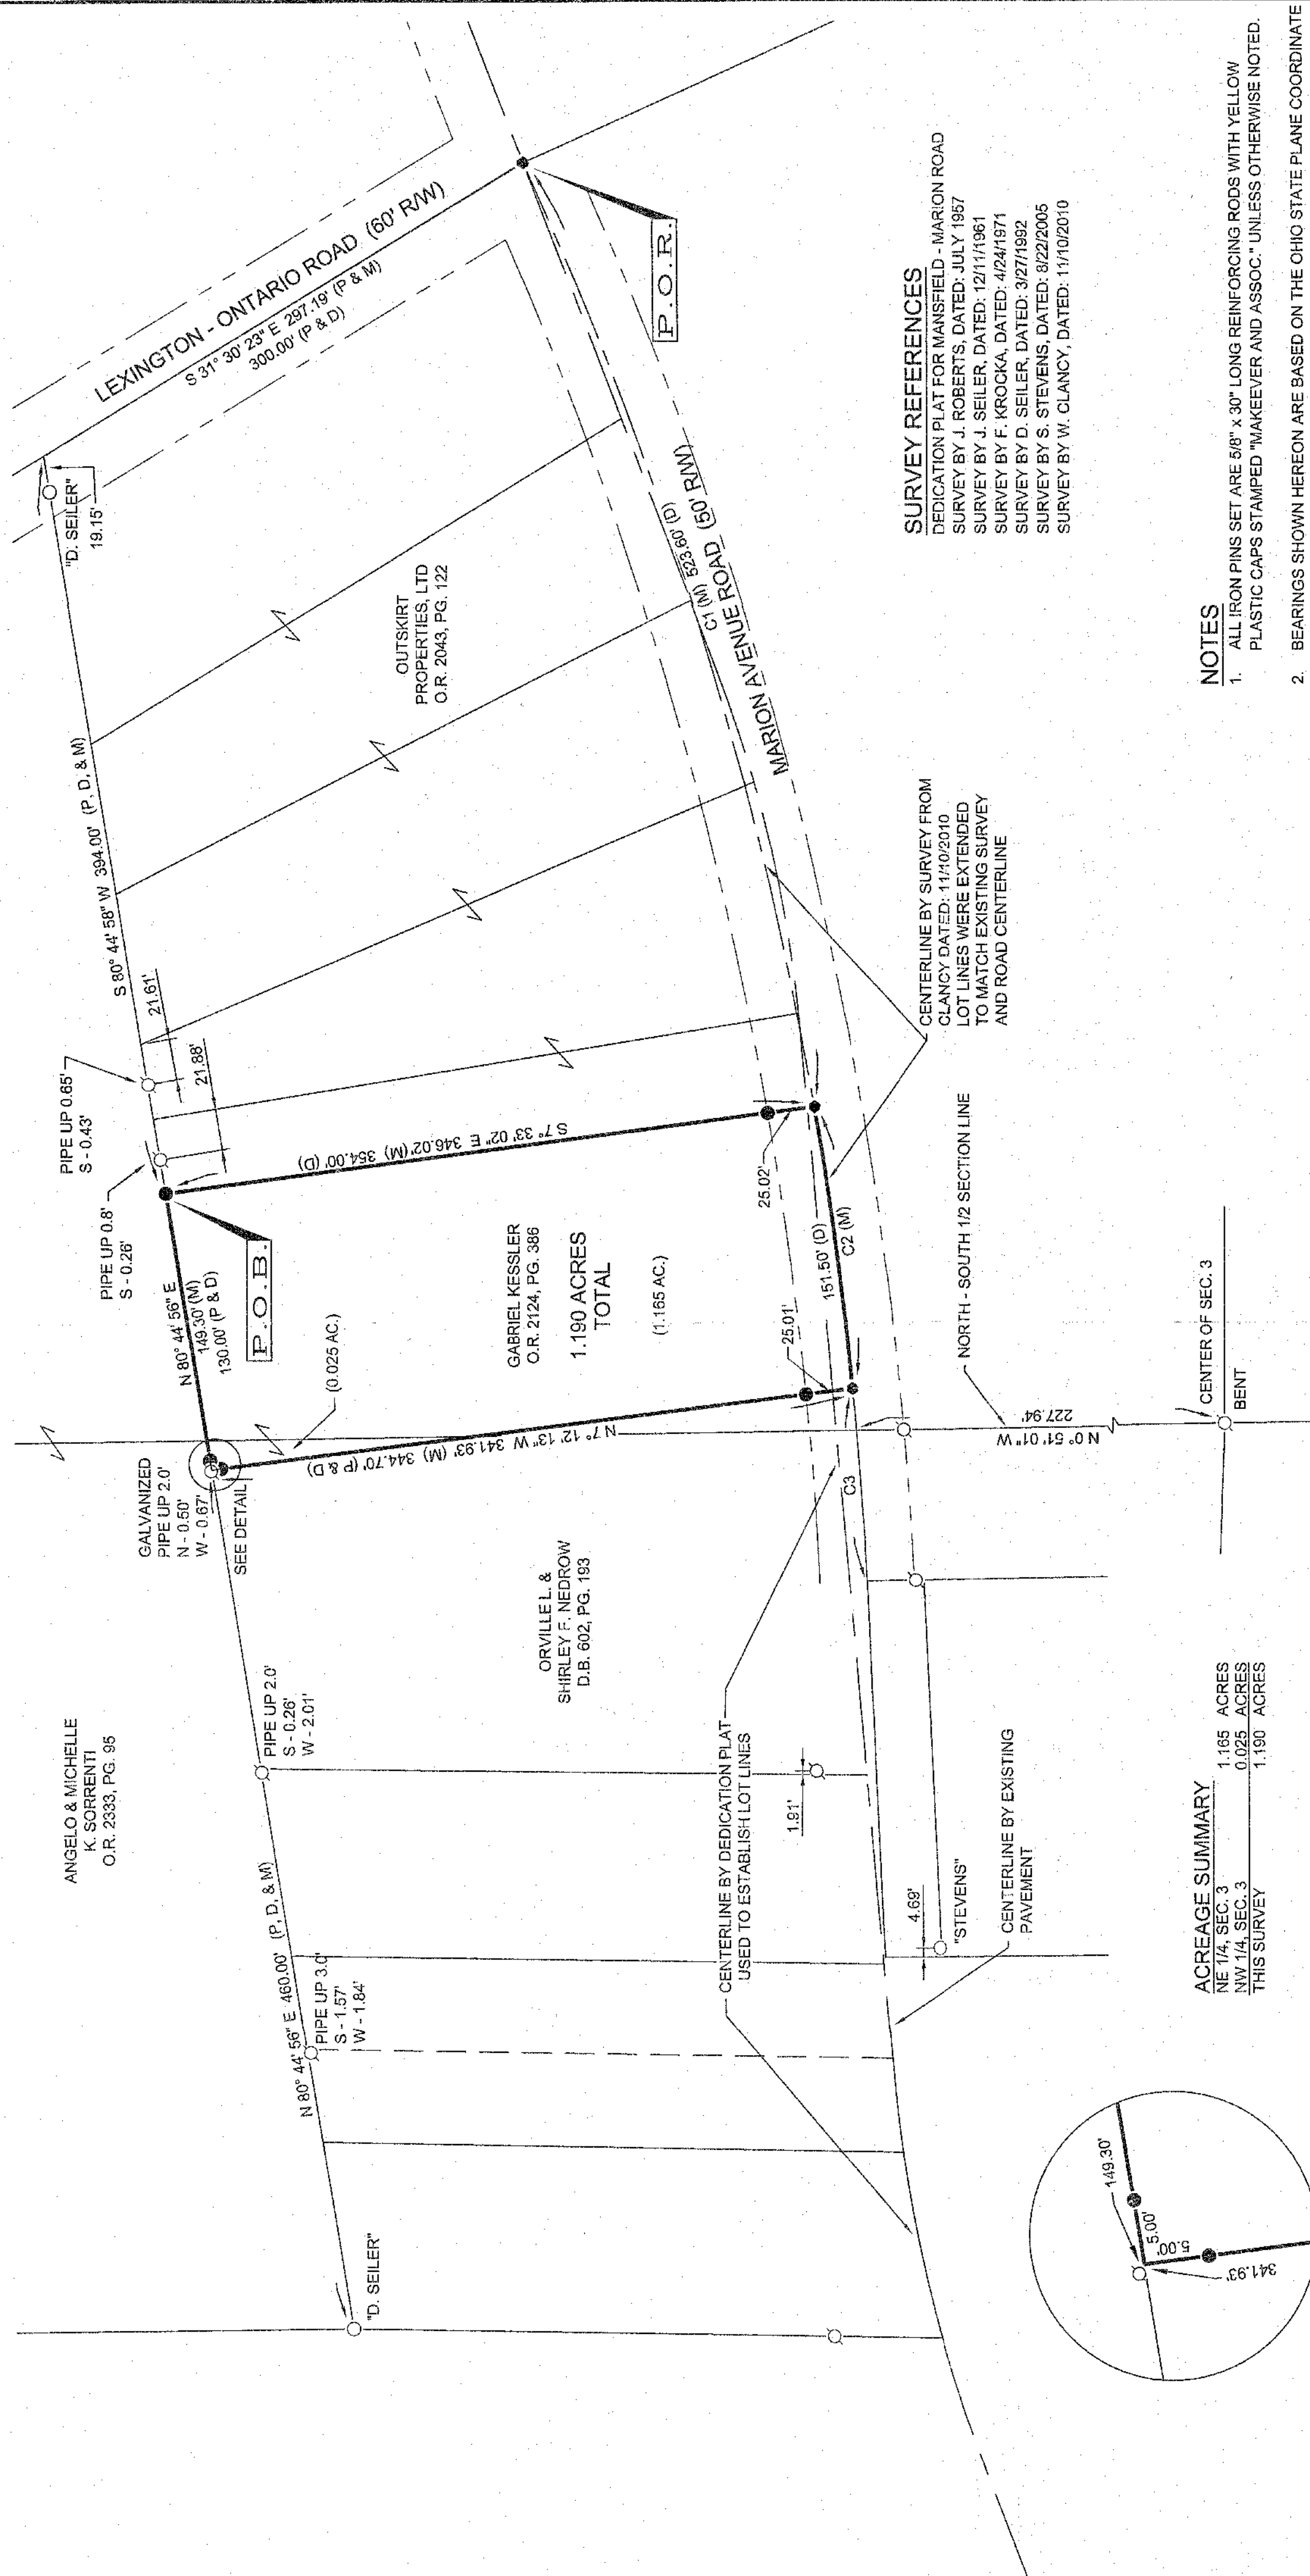 LEXINGTON - ONTARIO ROAD (60' R/W)
S 31° 30' 23" E 297.19' (P & M)
300.00' (P & D)
"D. SEILER"
19.15'
P.O.R.
OUTSKIRT
PROPERTIES, LTD
O.R. 2043, PG. 122
S 80° 44' 58" W 394.00' (P, D, & M)
C1 (M) 523.60' (D)
MARION AVENUE ROAD (50' R/W)
PIPE UP 0.65'
S - 0.43'
21.61'
21.88'
PIPE UP 0.8'
S - 0.26'
P.O.B.
N 80° 44' 56" E
149.30' (M)
130.00' (P & D)
S 7° 33' 02" E 346.02' (M) 354.00' (D)
25.02'
GABRIEL KESSLER
O.R. 2124, PG. 386
1.190 ACRES
TOTAL
(1.165 AC.)
(0.025 AC.)
151.50' (D)
C2 (M)
25.01'
N 7° 12' 13" W 341.93' (M) 344.70' (P & D)
CENTERLINE BY SURVEY FROM
CLANCY DATED: 11/10/2010
LOT LINES WERE EXTENDED
TO MATCH EXISTING SURVEY
AND ROAD CENTERLINE
NORTH - SOUTH 1/2 SECTION LINE
N 0° 51' 01" W
227.94'
CENTER OF SEC. 3
BENT
GALVANIZED
PIPE UP 2.0'
N - 0.50'
W - 0.67'
SEE DETAIL
C3
ANGELO & MICHELLE
K. SORRENTI
O.R. 2333, PG. 95
ORVILLE L. &
SHIRLEY F. NEDROW
D.B. 602, PG. 193
PIPE UP 2.0'
S - 0.26'
W - 2.01'
N 80° 44' 56" E 460.00' (P, D, & M)
PIPE UP 3.0'
S - 1.57'
W - 1.84'
CENTERLINE BY DEDICATION PLAT
USED TO ESTABLISH LOT LINES
1.91'
4.69'
"STEVENS"
CENTERLINE BY EXISTING
PAVEMENT
"D. SEILER"
149.30'
5.00'
5.00'
341.93'
ACREAGE SUMMARY
NE 1/4, SEC. 3 1.165 ACRES
NW 1/4, SEC. 3 0.025 ACRES
THIS SURVEY 1.190 ACRES
SURVEY REFERENCES
DEDICATION PLAT FOR MANSFIELD - MARION ROAD
SURVEY BY J. ROBERTS, DATED: JULY 1957
SURVEY BY J. SEILER, DATED: 12/11/1961
SURVEY BY F. KROCKA, DATED: 4/24/1971
SURVEY BY D. SEILER, DATED: 3/27/1992
SURVEY BY S. STEVENS, DATED: 8/22/2005
SURVEY BY W. CLANCY, DATED: 11/10/2010
NOTES
1. ALL IRON PINS SET ARE 5/8" x 30" LONG REINFORCING RODS WITH YELLOW
PLASTIC CAPS STAMPED "MAKEEVER AND ASSOC." UNLESS OTHERWISE NOTED.
2. BEARINGS SHOWN HEREON ARE BASED ON THE OHIO STATE PLANE COORDINATE